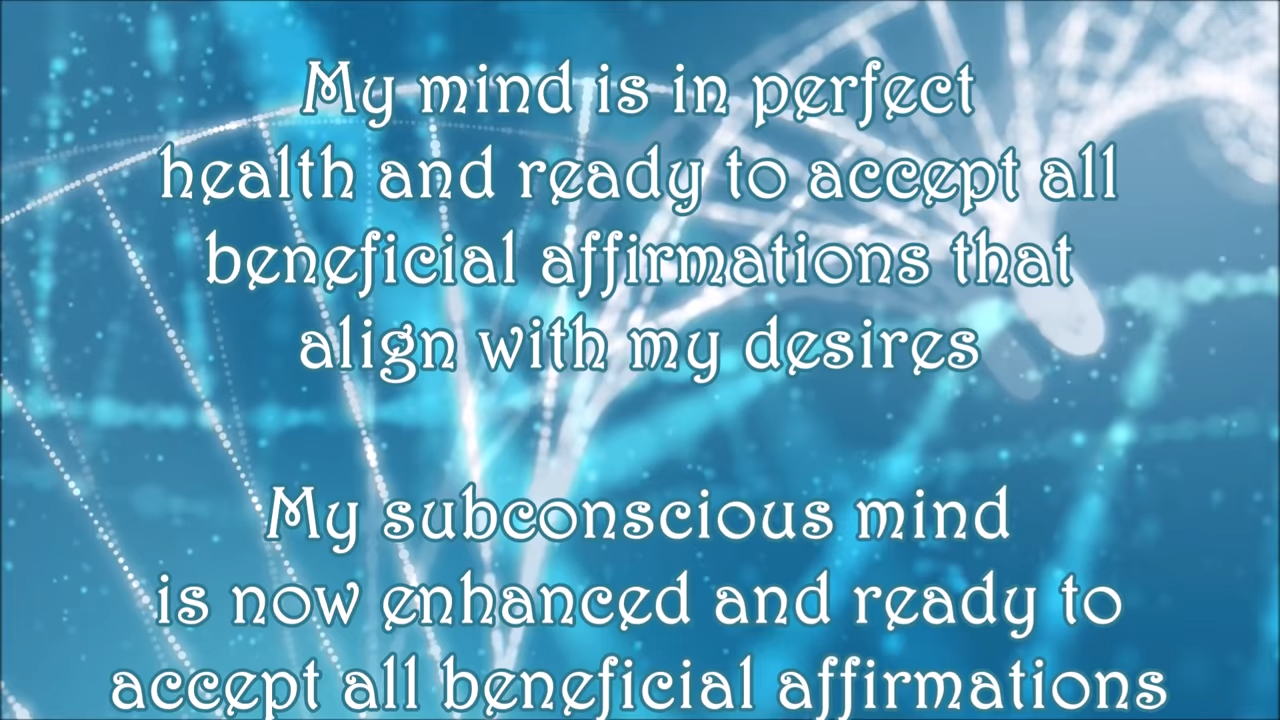 My mind is in perfect
health and ready to accept all
beneficial affirmations that
align with my desires
My subconscious mind
is now enhanced and ready to
accept all beneficial affirmations